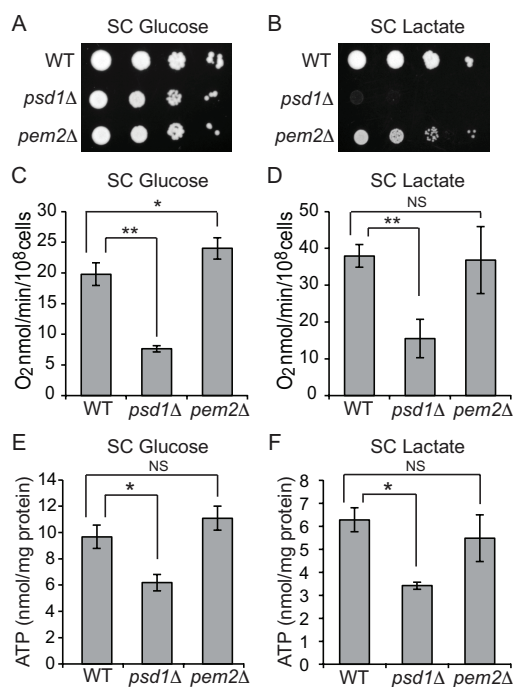 A SC Glucose
WT
psd1Δ
pem2Δ
B SC Lactate
WT
psd1Δ
pem2Δ
C SC Glucose
*
**
O2 nmol/min/10⁸cells
30
25
20
15
10
5
0
WT psd1Δ pem2Δ
D SC Lactate
NS
**
O2 nmol/min/10⁸cells
50
40
30
20
10
0
WT psd1Δ pem2Δ
E SC Glucose
NS
*
ATP (nmol/mg protein)
14
12
10
8
6
4
2
0
WT psd1Δ pem2Δ
F SC Lactate
NS
*
ATP (nmol/mg protein)
8
7
6
5
4
3
2
1
0
WT psd1Δ pem2Δ